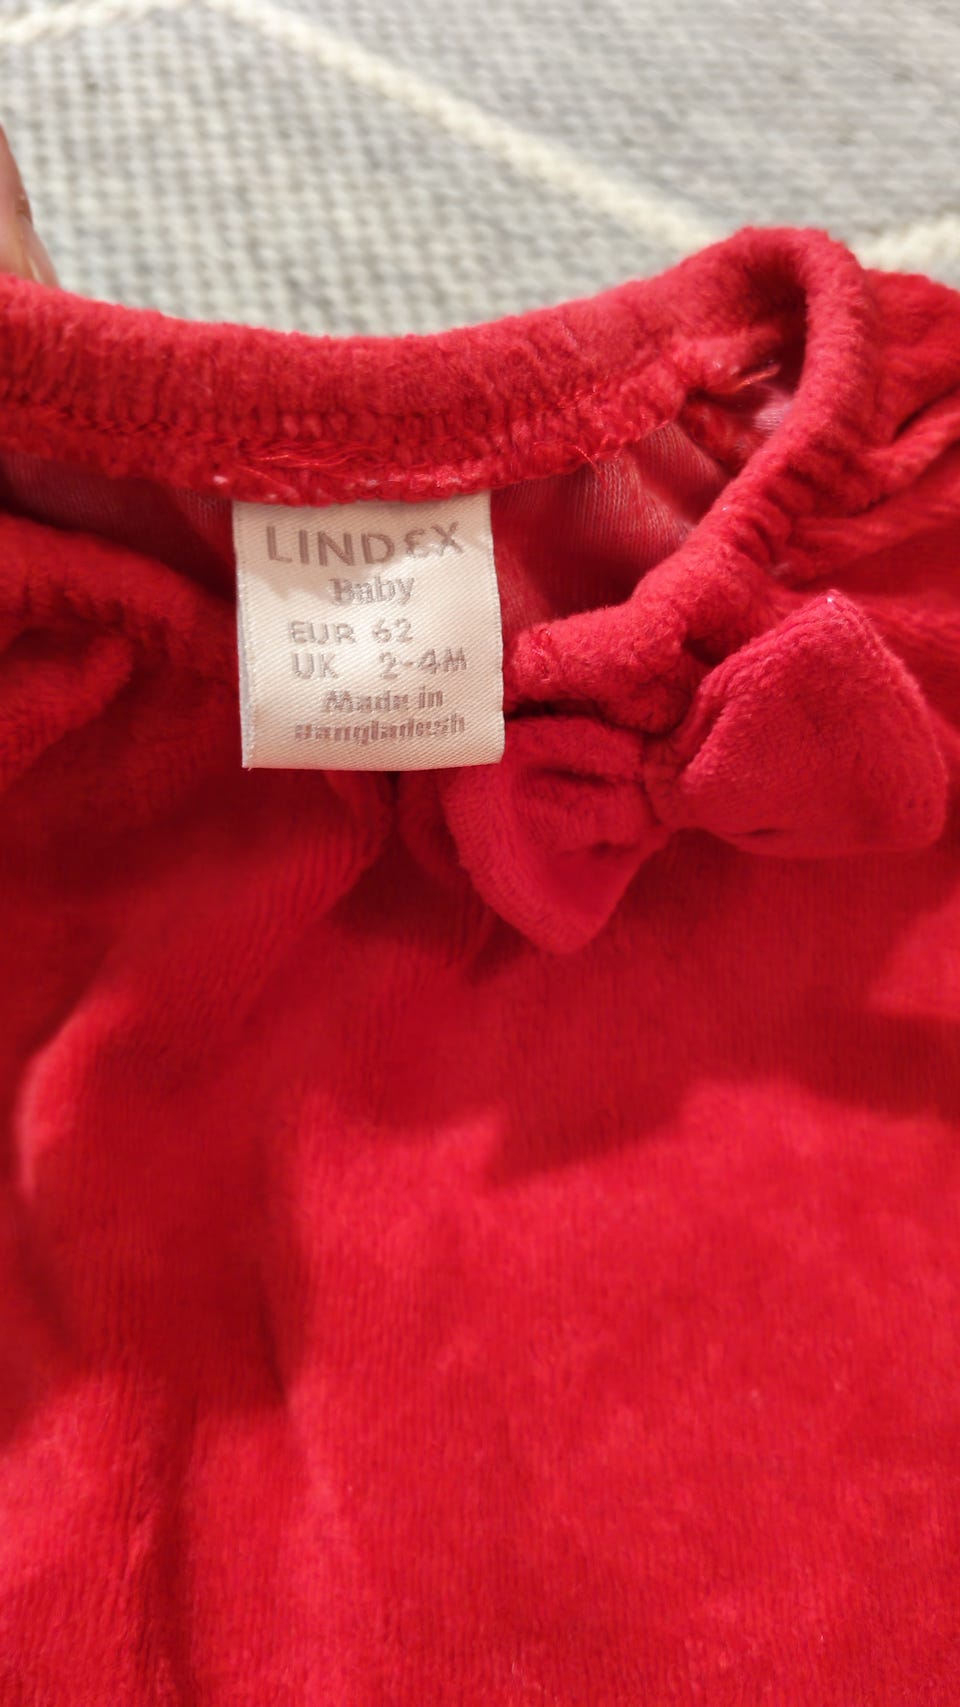 LINDEX
Baby
EUR 62
UK 2-4M
Made in
Bangladesh